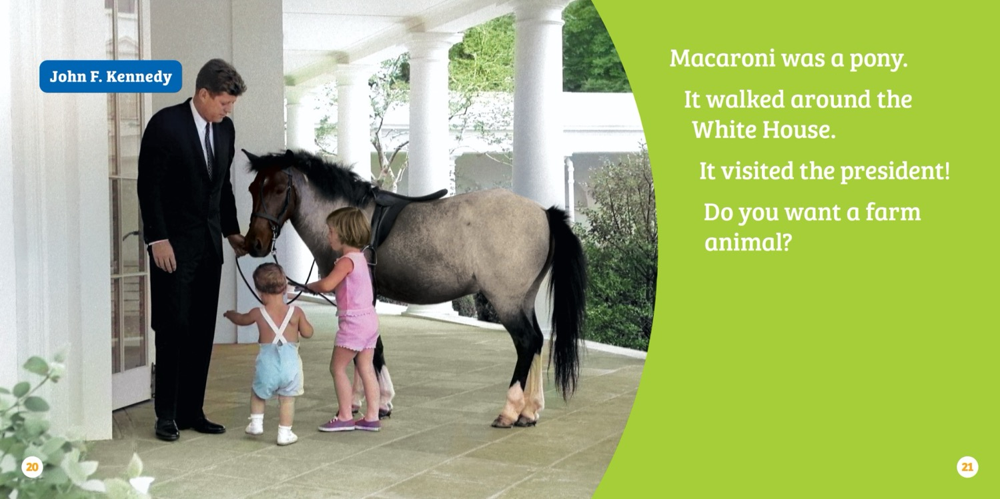 John F. Kennedy
Macaroni was a pony.
It walked around the
White House.
It visited the president!
Do you want a farm
animal?
20
21